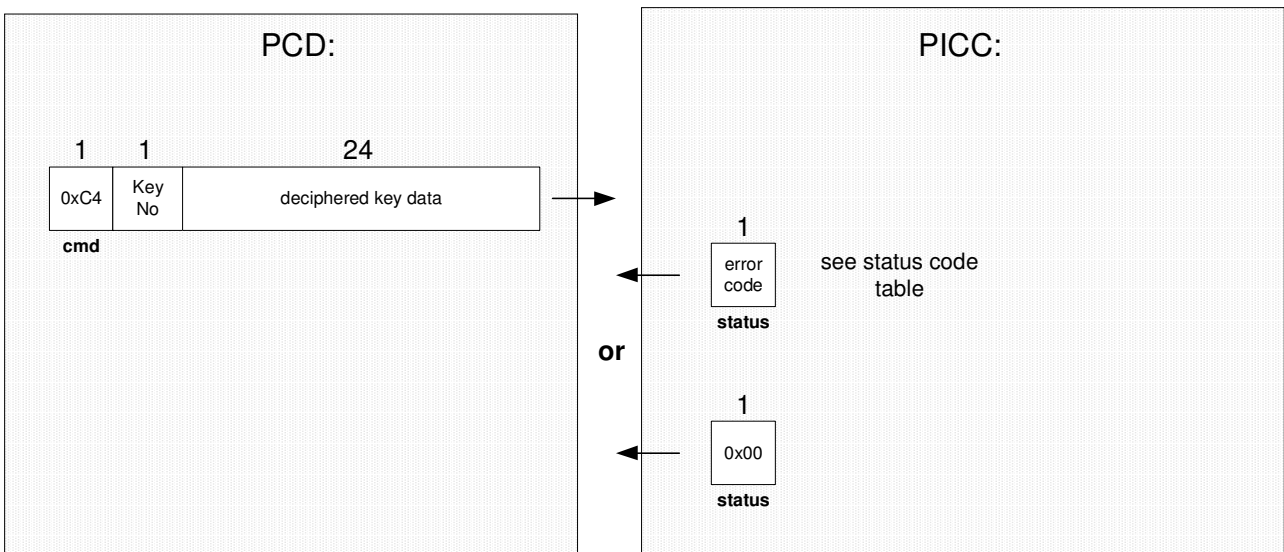 PCD:
PICC:
1 1 24
0xC4
Key
No
deciphered key data
cmd
1
error
code
see status code
table
status
or
1
0x00
status